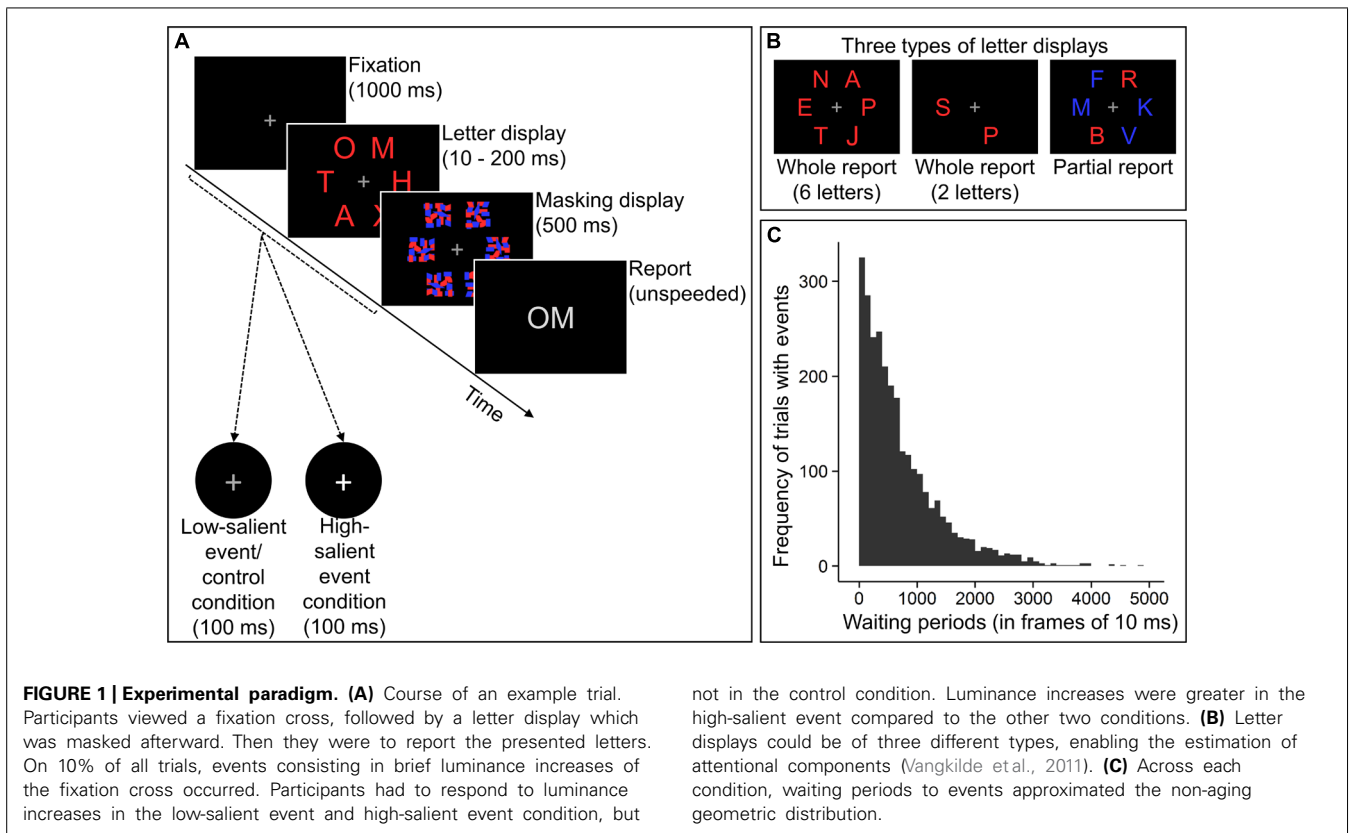 A
Fixation
(1000 ms)
+
Letter display
(10 - 200 ms)
O M
T + H
A
Masking display
(500 ms)
+
Report
(unspeeded)
OM
Time
+ +
Low-salient
event/
control
condition
(100 ms)
High-
salient
event
condition
(100 ms)
B
Three types of letter displays
N A
E + P
T J
Whole report
(6 letters)
S +
P
Whole report
(2 letters)
F R
M + K
B V
Partial report
C
Frequency of trials with events
300
200
100
0
0 1000 2000 3000 4000 5000
Waiting periods (in frames of 10 ms)
FIGURE 1 | Experimental paradigm. (A) Course of an example trial.
Participants viewed a fixation cross, followed by a letter display which
was masked afterward. Then they were to report the presented letters.
On 10% of all trials, events consisting in brief luminance increases of
the fixation cross occurred. Participants had to respond to luminance
increases in the low-salient event and high-salient event condition, but
not in the control condition. Luminance increases were greater in the
high-salient event compared to the other two conditions. (B) Letter
displays could be of three different types, enabling the estimation of
attentional components (Vangkilde et al., 2011). (C) Across each
condition, waiting periods to events approximated the non-aging
geometric distribution.